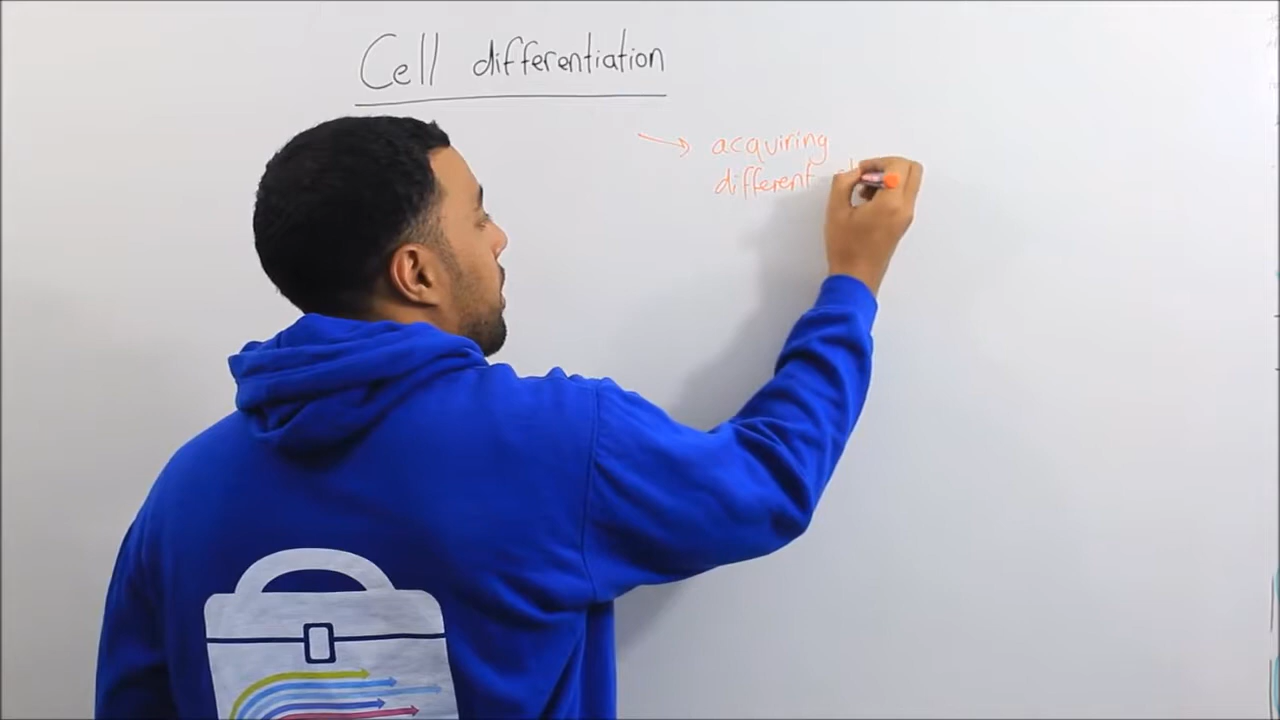 Cell differentiation
→ acquiring
different